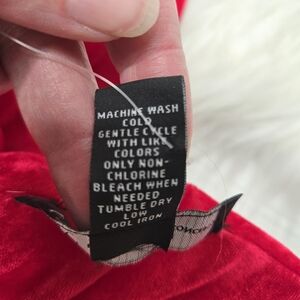 MACHINE WASH
COLD
GENTLE CYCLE
WITH LIKE
COLORS
ONLY NON-
CHLORINE
BLEACH WHEN
NEEDED
TUMBLE DRY
LOW
COOL IRON